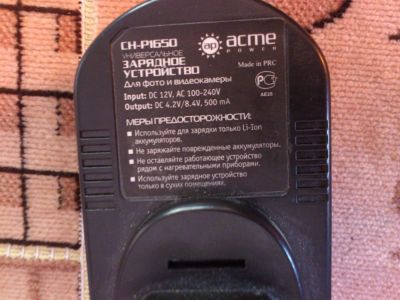 CH-P1650
УНИВЕРСАЛЬНОЕ
ЗАРЯДНОЕ
УСТРОЙСТВО
Для фото и видеокамеры
ap acme
POWER
Made in PRC
Input: DC 12V, AC 100-240V
Output: DC 4.2V/8.4V, 500 mA
АЕ25
МЕРЫ ПРЕДОСТОРОЖНОСТИ:
Используйте для зарядки только Li-Ion
аккумуляторов.
Не заряжайте поврежденные аккумуляторы.
Не оставляйте работающее устройство
рядом с нагревательными приборами.
Используйте зарядное устройство
только в сухих помещениях.